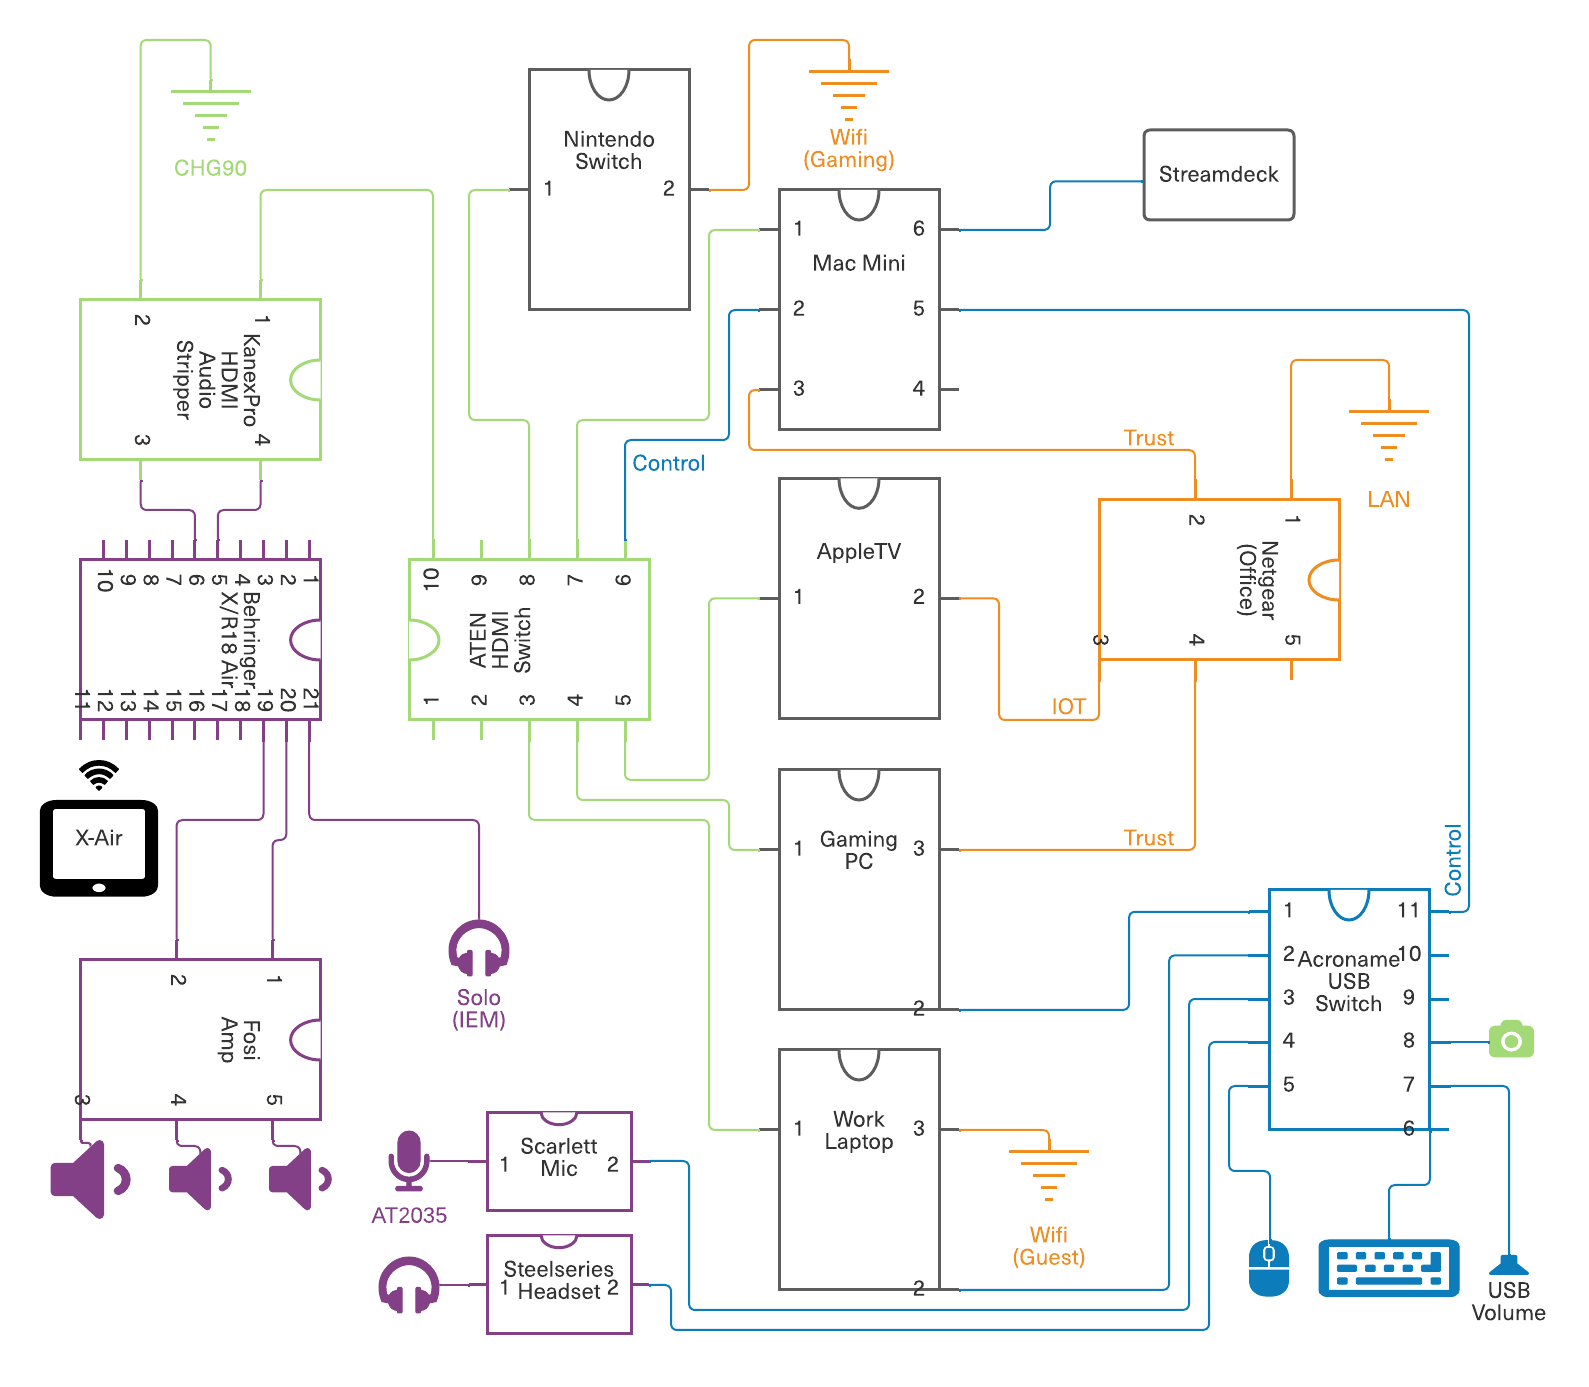 CHG90
Nintendo
Switch
1
2
Wifi
(Gaming)
Streamdeck
1
2
3
Mac Mini
6
5
4
2
1
KanexPro
HDMI
Audio
Stripper
3
4
Control
Trust
LAN
2
1
Netgear
(Office)
3
4
5
AppleTV
1
2
IOT
10
9
8
7
6
5
4
3
2
1
Behringer
X/R18 Air
11
12
13
14
15
16
17
18
19
20
21
10
9
8
7
6
ATEN
HDMI
Switch
1
2
3
4
5
X-Air
Gaming
PC
1
3
2
Trust
Control
1
2
3
4
5
Acroname
USB
Switch
11
10
9
8
7
6
2
1
Fosi
Amp
3
4
5
Solo
(IEM)
Work
Laptop
1
3
2
Wifi
(Guest)
Scarlett
Mic
1
2
AT2035
Steelseries
Headset
1
2
USB
Volume